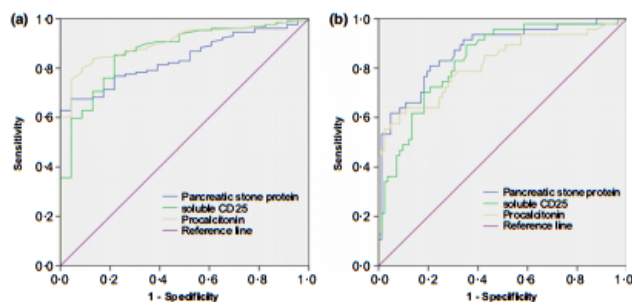 (a)
1·0
0·8
0·6
0·4
0·2
0·0
Sensitivity
Pancreatic stone protein
soluble CD25
Procalcitonin
Reference line
0·0 0·2 0·4 0·6 0·8 1·0
1 - Specificity
(b)
1·0
0·8
0·6
0·4
0·2
0·0
Sensitivity
Pancreatic stone protein
soluble CD25
Procalcitonin
Reference line
0·0 0·2 0·4 0·6 0·8 1·0
1 - Specificity